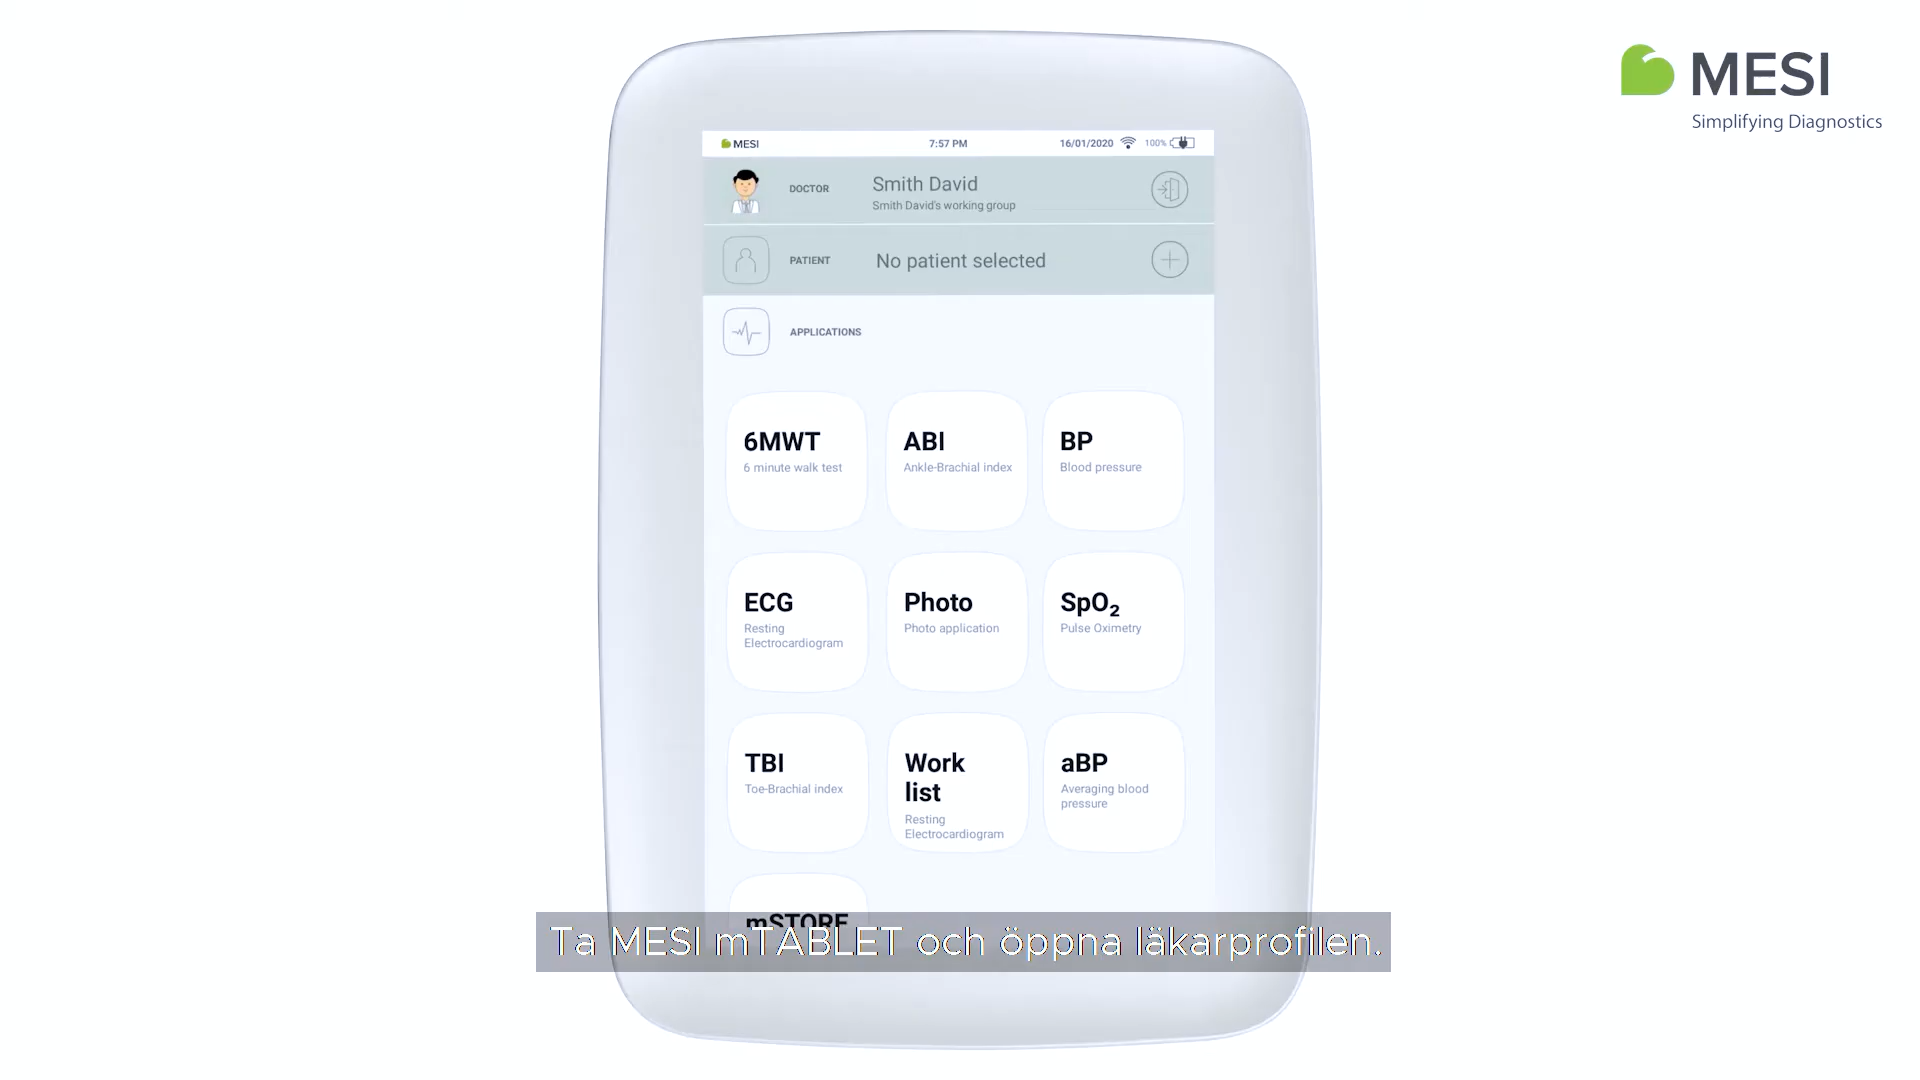 MESI
Simplifying Diagnostics
MESI 7:57 PM 16/01/2020 100%
DOCTOR Smith David
Smith David's working group
PATIENT No patient selected
APPLICATIONS
6MWT
6 minute walk test
ABI
Ankle-Brachial index
BP
Blood pressure
ECG
Resting
Electrocardiogram
Photo
Photo application
SpO₂
Pulse Oximetry
TBI
Toe-Brachial index
Work
list
Resting
Electrocardiogram
aBP
Averaging blood
pressure
mSTORE
Ta MESI mTABLET och öppna läkarprofilen.